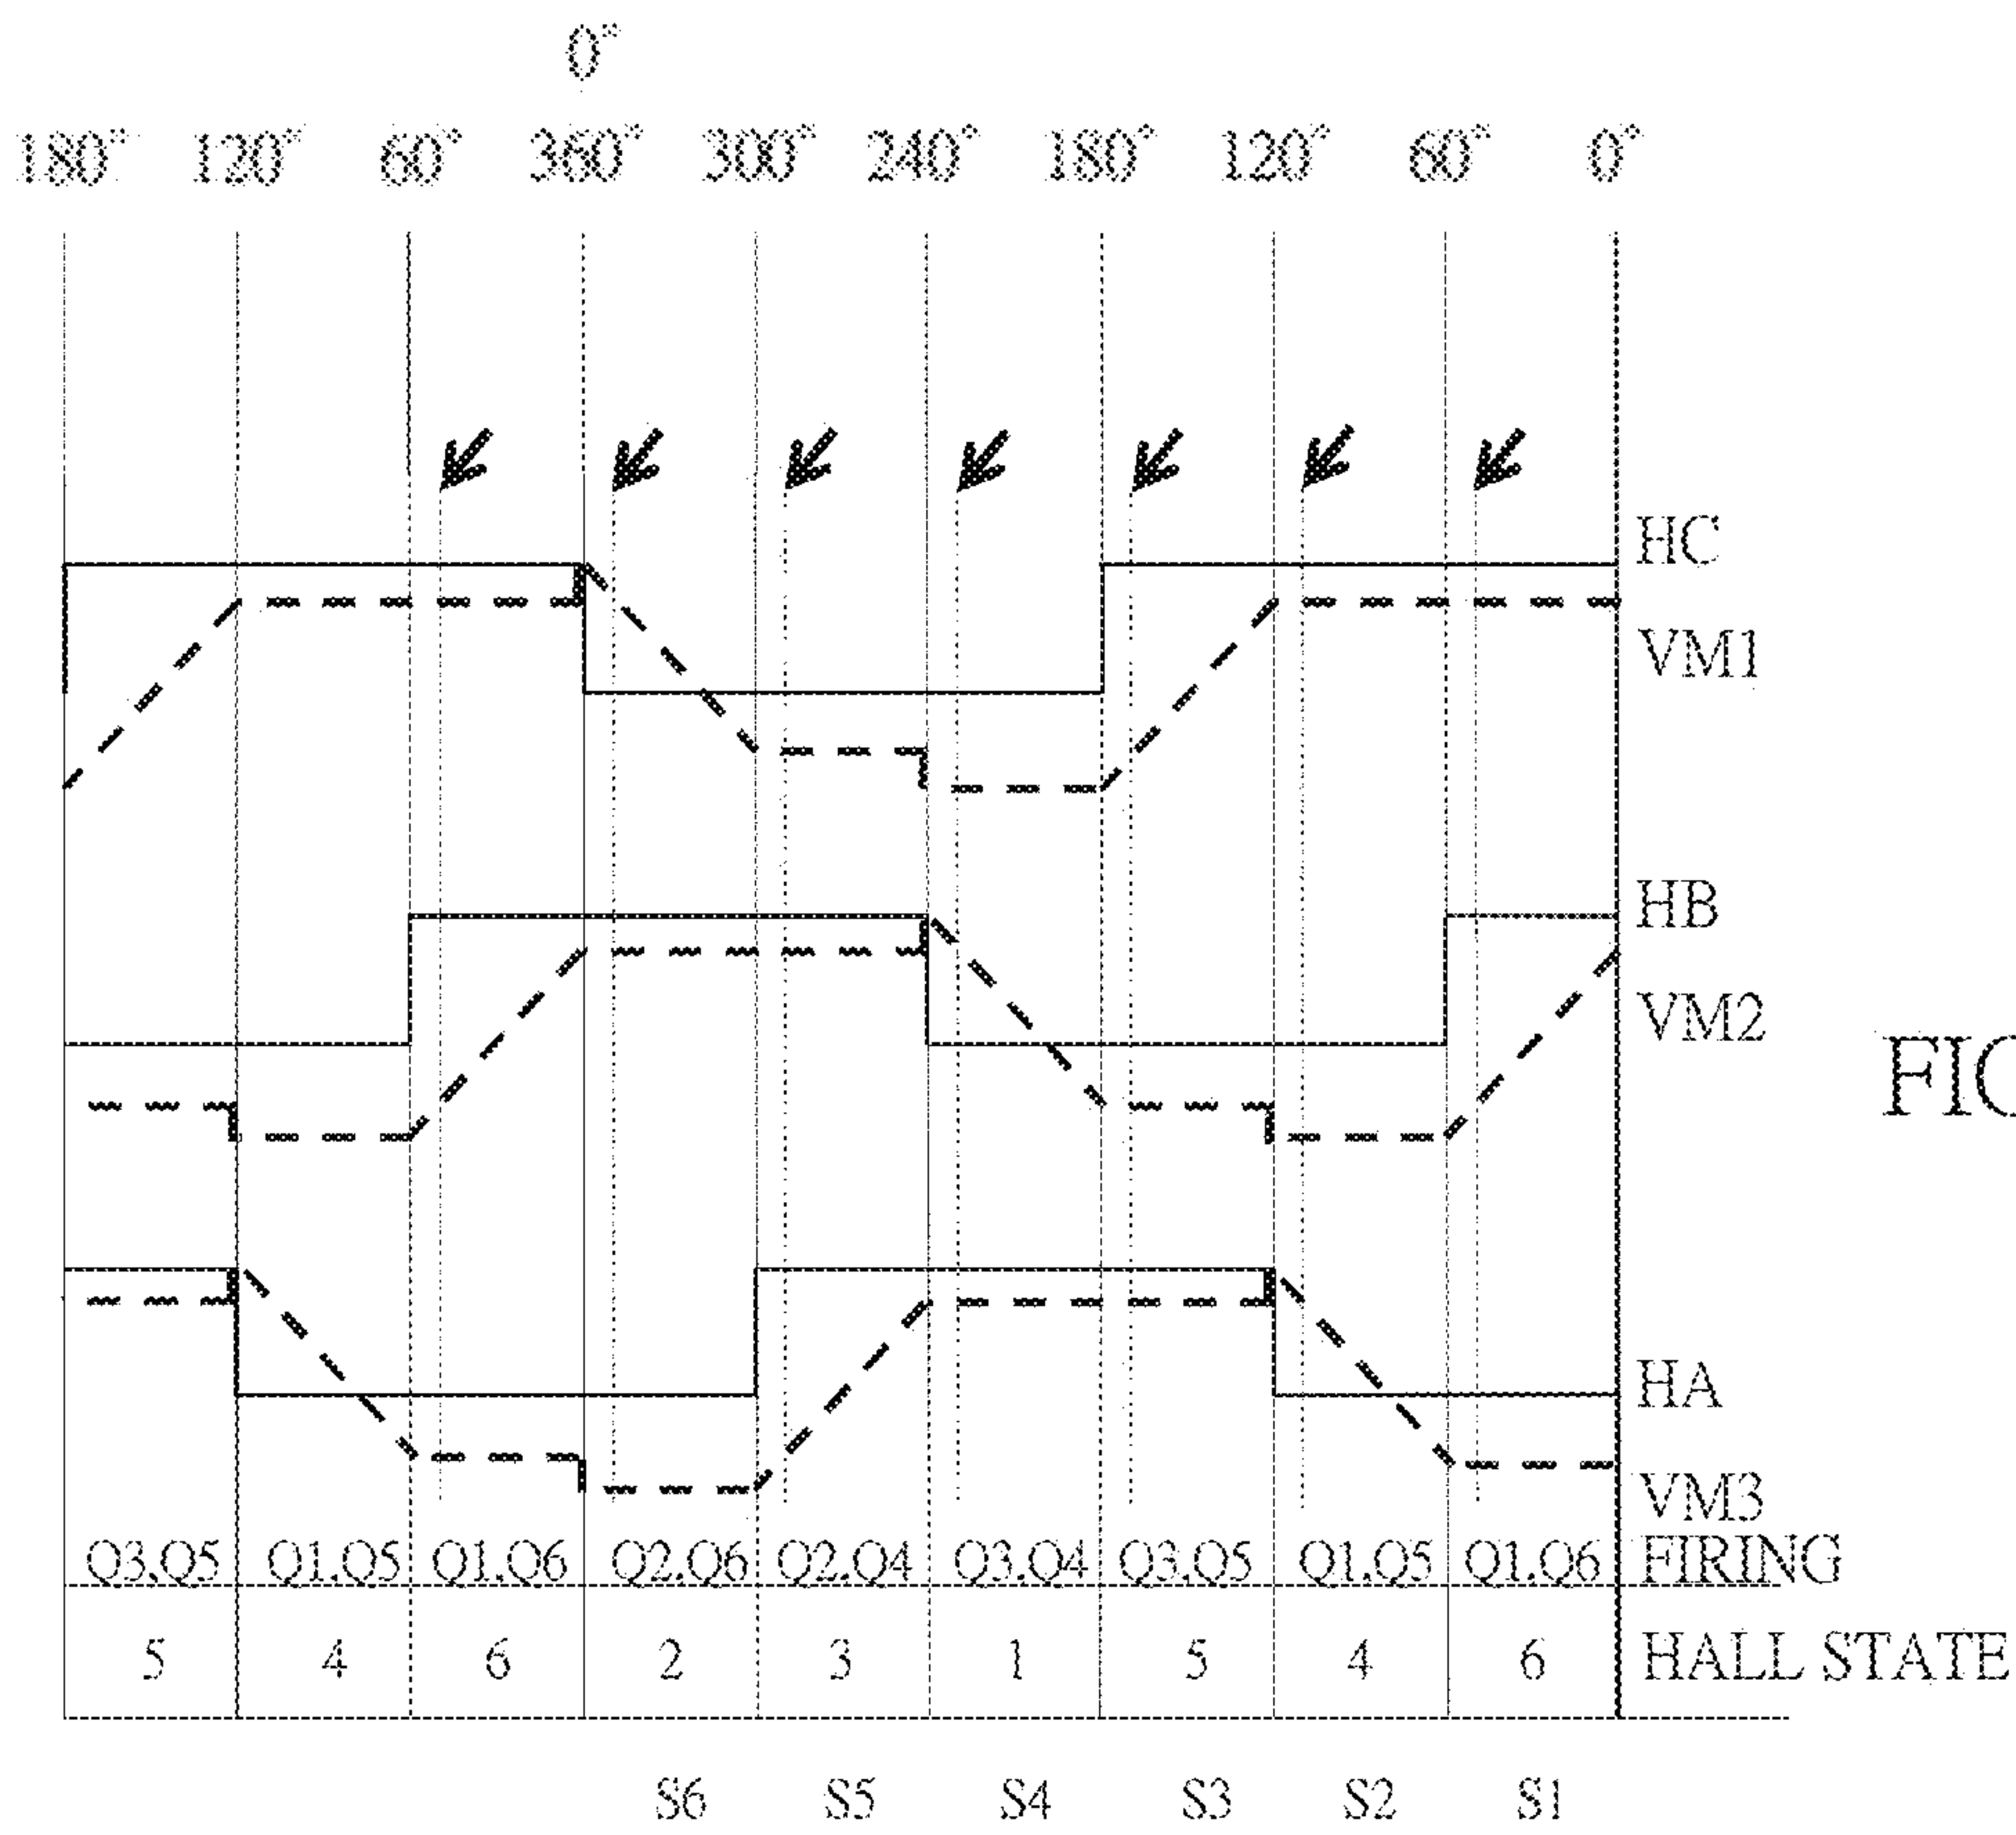 0°
180° 120° 60° 360° 300° 240° 180° 120° 60° 0°
HC
VM1
HB
VM2
FIG
HA
VM3
Q3,Q5 Q1,Q5 Q1,Q6 Q2,Q6 Q2,Q4 Q3,Q4 Q3,Q5 Q1,Q5 Q1,Q6 FIRING
5 4 6 2 3 1 5 4 6 HALL STATE
S6 S5 S4 S3 S2 S1